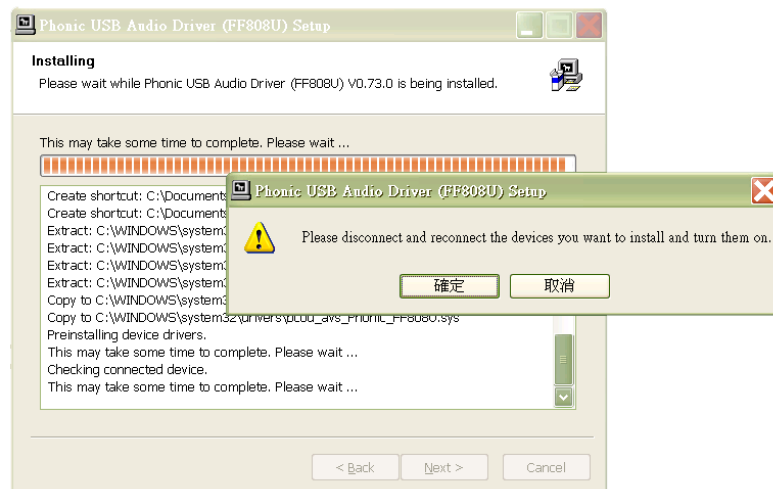 Phonic USB Audio Driver (FF808U) Setup
Installing
Please wait while Phonic USB Audio Driver (FF808U) V0.73.0 is being installed.
This may take some time to complete. Please wait ...
Create shortcut: C:\Documents
Create shortcut: C:\Documents
Extract: C:\WINDOWS\system3
Extract: C:\WINDOWS\system3
Extract: C:\WINDOWS\system3
Extract: C:\WINDOWS\system3
Copy to C:\WINDOWS\system3
Copy to C:\WINDOWS\system32\drivers\pcou_avs_Phonic_FF808U.sys
Preinstalling device drivers.
This may take some time to complete. Please wait ...
Checking connected device.
This may take some time to complete. Please wait ...
Phonic USB Audio Driver (FF808U) Setup
Please disconnect and reconnect the devices you want to install and turn them on.
確定 取消
< Back Next > Cancel